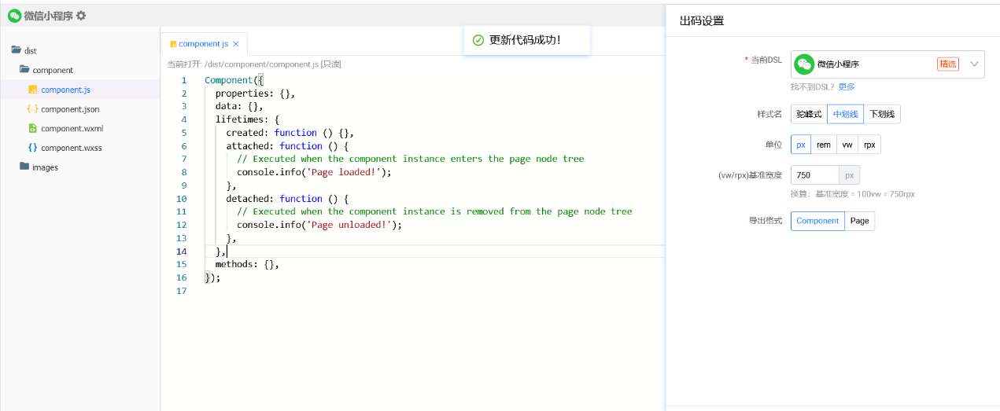 微信小程序
dist
component
component.js
component.json
component.wxml
component.wxss
images
component.js
更新代码成功！
当前打开: /dist/component/component.js [只读]
1 Component({
2 properties: {},
3 data: {},
4 lifetimes: {
5 created: function () {},
6 attached: function () {
7 // Executed when the component instance enters the page node tree
8 console.info('Page loaded!');
9 },
10 detached: function () {
11 // Executed when the component instance is removed from the page node tree
12 console.info('Page unloaded!');
13 },
14 },
15 methods: {},
16 });
17
出码设置
* 当前DSL 微信小程序 精选
找不到DSL? 更多
样式名 驼峰式 中划线 下划线
单位 px rem vw rpx
(vw/rpx)基准宽度 750 px
换算：基准宽度 = 100vw = 750rpx
导出格式 Component Page